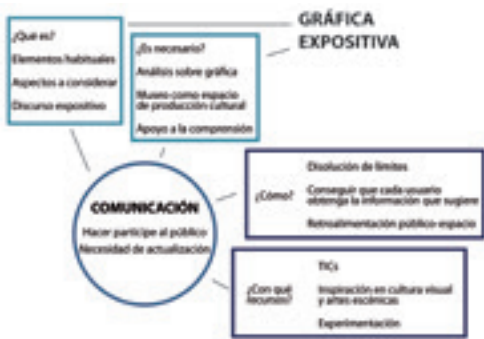 GRÁFICA
EXPOSITIVA
¿Qué es?
Elementos habituales
Aspectos a considerar
Discurso expositivo
¿Es necesario?
Análisis sobre gráfica
Museo como espacio
de producción cultural
Apoyo a la comprensión
COMUNICACIÓN
Hacer partícipe al público
Necesidad de actualización
¿Cómo?
Disolución de límites
Conseguir que cada usuario
obtenga la información que sugiere
Retroalimentación público-espacio
¿Con qué
recursos?
TICs
Inspiración en cultura visual
y artes escénicas
Experimentación